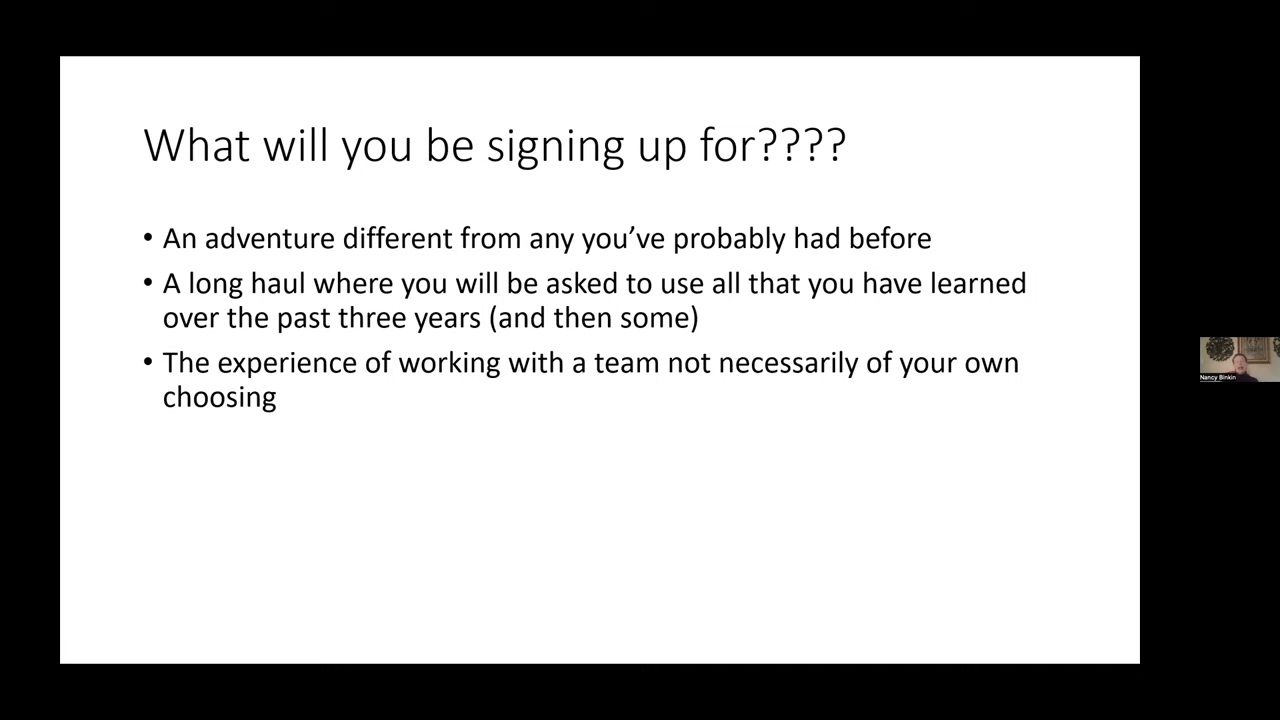 What will you be signing up for????
• An adventure different from any you’ve probably had before
• A long haul where you will be asked to use all that you have learned
over the past three years (and then some)
• The experience of working with a team not necessarily of your own
choosing
Nancy Binkin